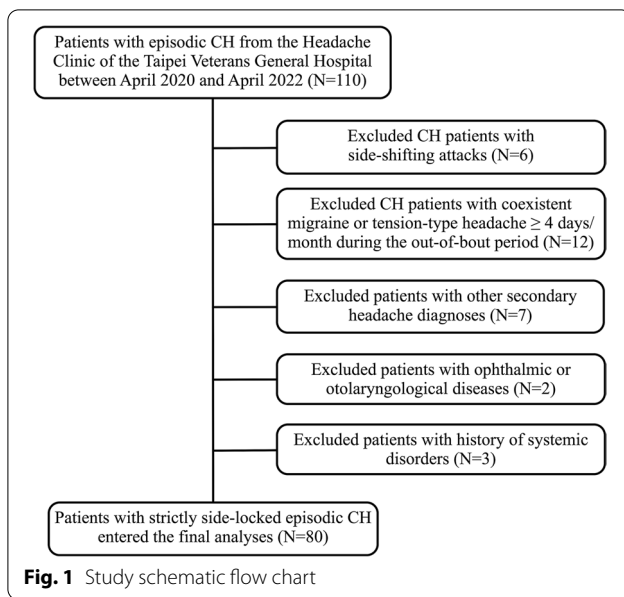 Patients with episodic CH from the Headache
Clinic of the Taipei Veterans General Hospital
between April 2020 and April 2022 (N=110)
Excluded CH patients with
side-shifting attacks (N=6)
Excluded CH patients with coexistent
migraine or tension-type headache ≥ 4 days/
month during the out-of-bout period (N=12)
Excluded patients with other secondary
headache diagnoses (N=7)
Excluded patients with ophthalmic or
otolaryngological diseases (N=2)
Excluded patients with history of systemic
disorders (N=3)
Patients with strictly side-locked episodic CH
entered the final analyses (N=80)
Fig. 1 Study schematic flow chart